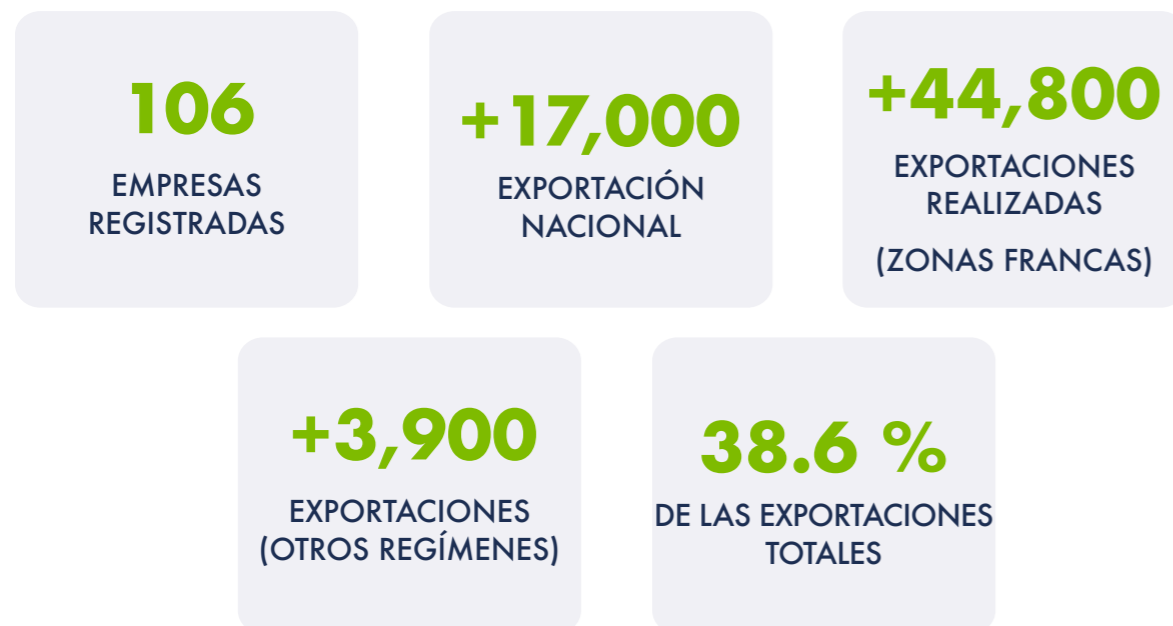 106
EMPRESAS
REGISTRADAS
+17,000
EXPORTACIÓN
NACIONAL
+44,800
EXPORTACIONES
REALIZADAS
(ZONAS FRANCAS)
+3,900
EXPORTACIONES
(OTROS REGÍMENES)
38.6 %
DE LAS EXPORTACIONES
TOTALES